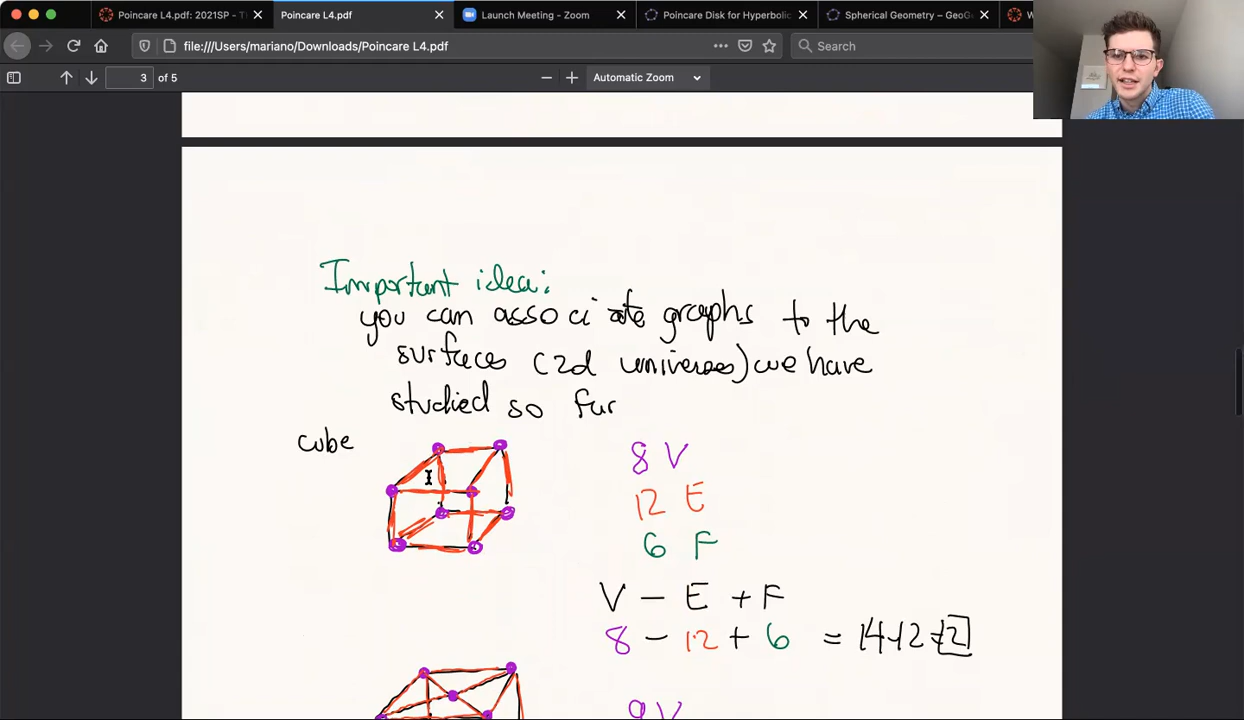 Poincare L4.pdf: 2021SP - T
Poincare L4.pdf
Launch Meeting - Zoom
Poincare Disk for Hyperbolic
Spherical Geometry – GeoG
file:///Users/mariano/Downloads/Poincare L4.pdf
Search
3 of 5
Automatic Zoom
Important idea:
you can associate graphs to the
surfaces (2d universes) we have
studied so far
cube
8 V
12 E
6 F
V - E + F
8 - 12 + 6 = 14-12=2
9 V